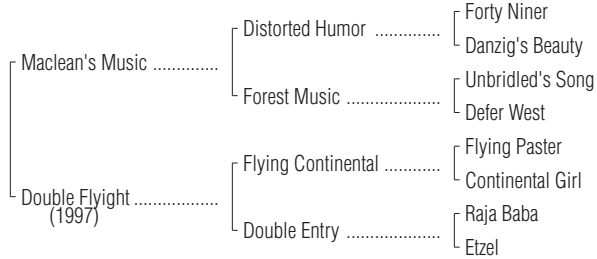 Forty Niner
Distorted Humor ..............
Danzig's Beauty
Maclean's Music ..............
Unbridled's Song
Forest Music ....................
Defer West
Flying Paster
Flying Continental ............
Continental Girl
Double Flyight ..................
(1997)
Raja Baba
Double Entry ....................
Etzel